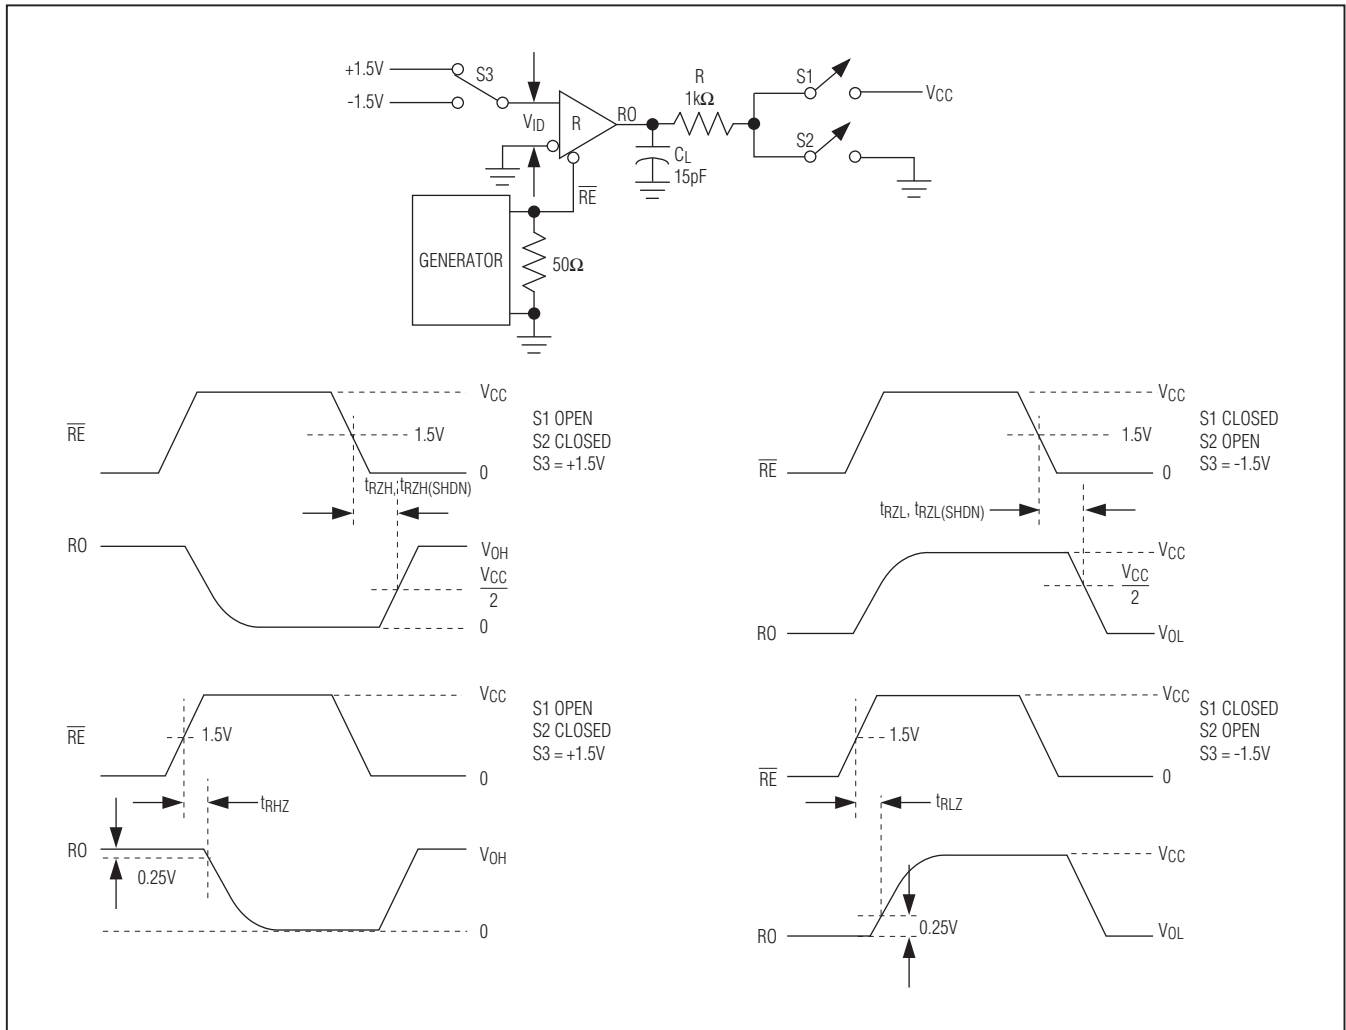 +1.5V
-1.5V
S3
VID
R
RE
RO
CL
15pF
R
1kΩ
S1
S2
VCC
GENERATOR
50Ω
RE
VCC
1.5V
0
S1 OPEN
S2 CLOSED
S3 = +1.5V
tRZH, tRZH(SHDN)
RO
VOH
VCC
2
0
RE
VCC
1.5V
0
S1 CLOSED
S2 OPEN
S3 = -1.5V
tRZL, tRZL(SHDN)
RO
VCC
VCC
2
VOL
RE
VCC
1.5V
0
S1 OPEN
S2 CLOSED
S3 = +1.5V
tRHZ
RO
0.25V
VOH
0
RE
VCC
1.5V
0
S1 CLOSED
S2 OPEN
S3 = -1.5V
tRLZ
RO
VCC
0.25V
VOL